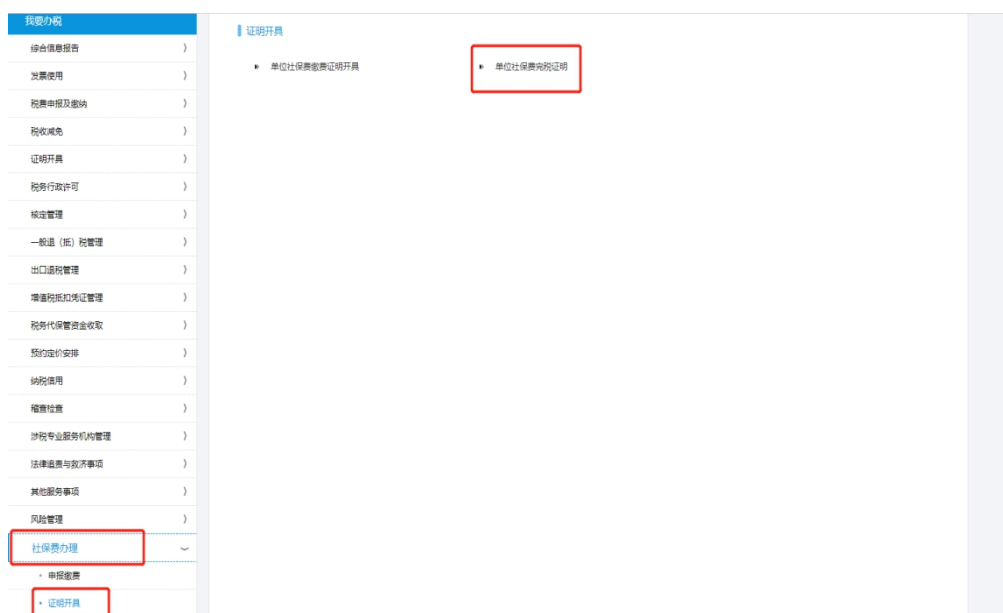 我要办税
综合信息报告
发票使用
税费申报及缴纳
税收减免
证明开具
税务行政许可
核定管理
一般退（抵）税管理
出口退税管理
增值税抵扣凭证管理
税务代保管资金收取
预约定价安排
纳税信用
稽查检查
涉税专业服务机构管理
法律追责与救济事项
其他服务事项
风险管理
社保费办理
申报缴费
证明开具
证明开具
单位社保费缴费证明开具
单位社保费完税证明